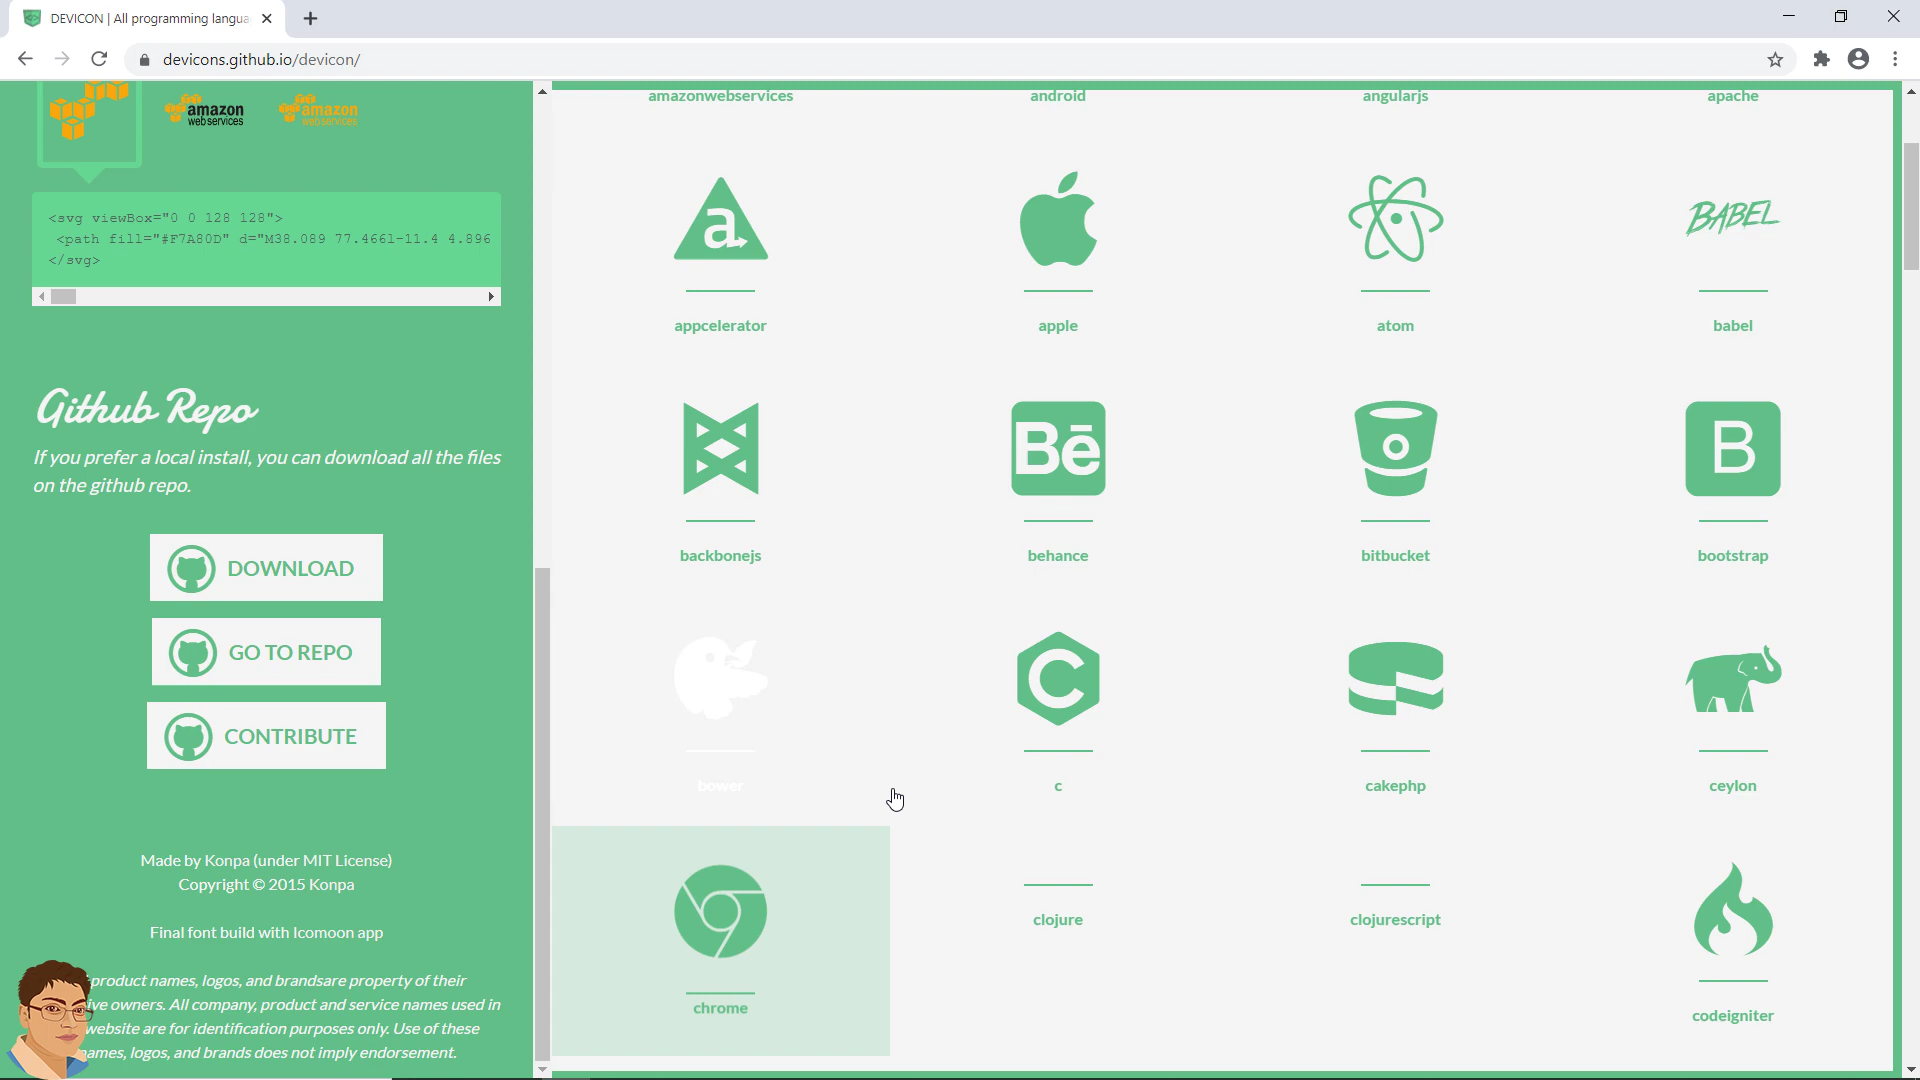 DEVICON | All programming langua
devicons.github.io/devicon/
amazon
webservices
amazon
webservices
<svg viewBox="0 0 128 128">
<path fill="#F7A80D" d="M38.089 77.466l-11.4 4.896
</svg>
Github Repo
If you prefer a local install, you can download all the files
on the github repo.
DOWNLOAD
GO TO REPO
CONTRIBUTE
Made by Konpa (under MIT License)
Copyright © 2015 Konpa
Final font build with Icomoon app
product names, logos, and brandsare property of their
ive owners. All company, product and service names used in
website are for identification purposes only. Use of these
names, logos, and brands does not imply endorsement.
amazonwebservices
android
angularjs
apache
a
BABEL
appcelerator
apple
atom
babel
Bē
B
backbonejs
behance
bitbucket
bootstrap
C
bower
c
cakephp
ceylon
chrome
clojure
clojurescript
codeigniter